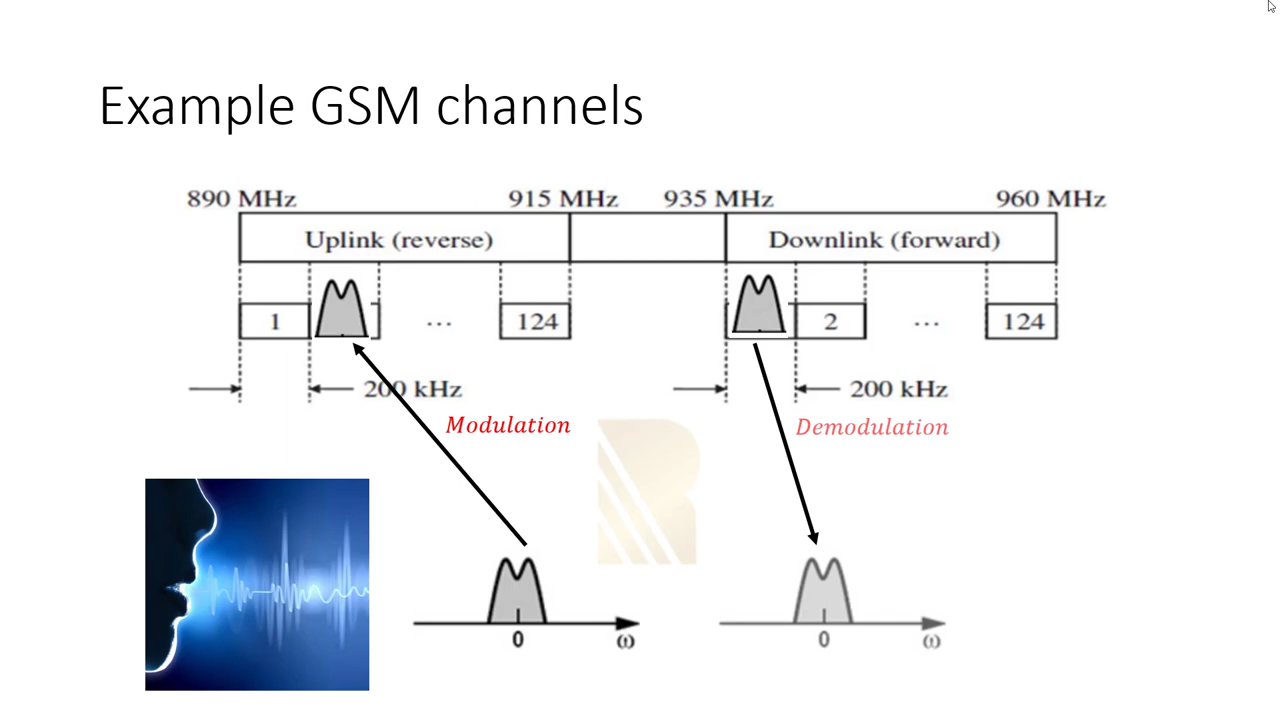 Example GSM channels
890 MHz 915 MHz 935 MHz 960 MHz
Uplink (reverse) Downlink (forward)
1 ... 124 2 ... 124
200 kHz 200 kHz
Modulation Demodulation
0 ω 0 ω